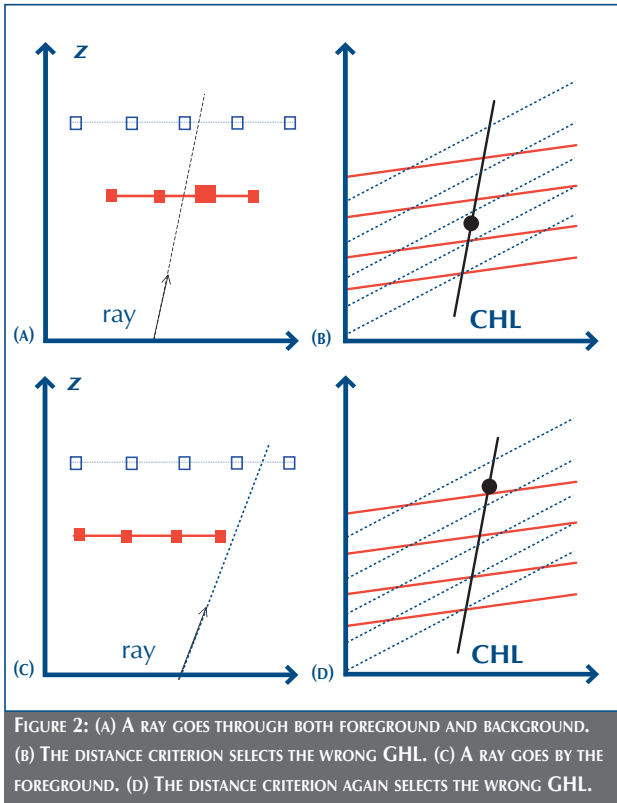 z
ray
(A)
CHL
(B)
z
ray
(C)
CHL
(D)
FIGURE 2: (A) A RAY GOES THROUGH BOTH FOREGROUND AND BACKGROUND.
(B) THE DISTANCE CRITERION SELECTS THE WRONG GHL. (C) A RAY GOES BY THE
FOREGROUND. (D) THE DISTANCE CRITERION AGAIN SELECTS THE WRONG GHL.